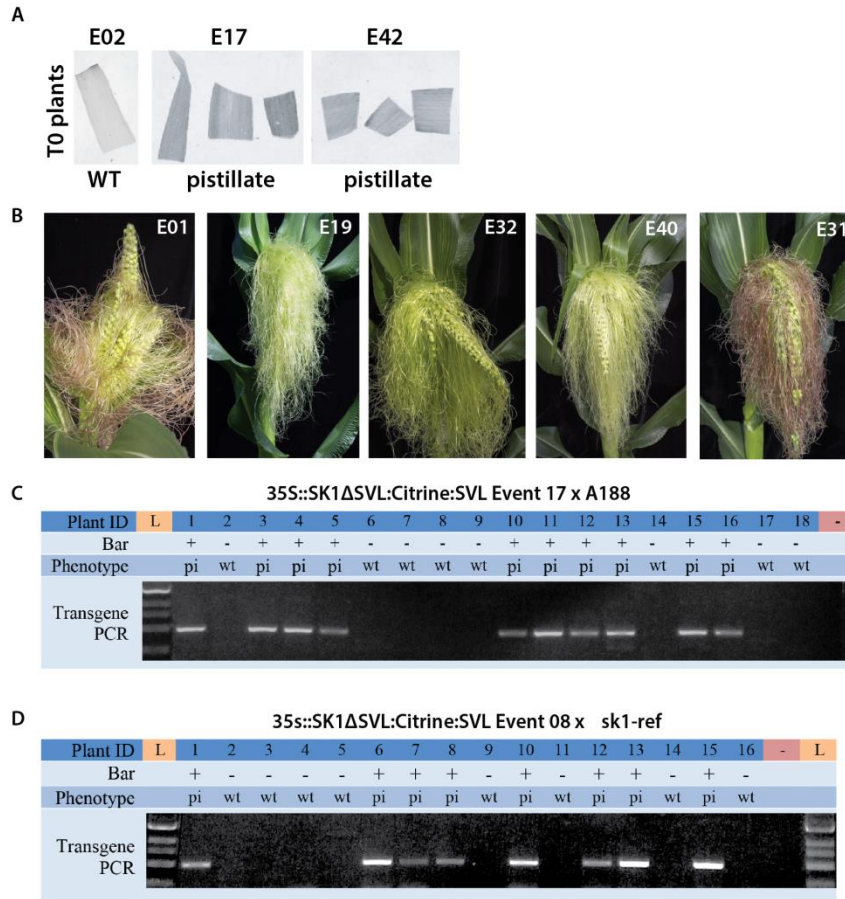 A
E02 E17 E42
T0 plants
WT pistillate pistillate
B
E01 E19 E32 E40 E31
C
35S::SK1ΔSVL:Citrine:SVL Event 17 x A188
Plant ID L 1 2 3 4 5 6 7 8 9 10 11 12 13 14 15 16 17 18 -
Bar + - + + + - - - - + + + + - + + - -
Phenotype pi wt pi pi pi wt wt wt wt pi pi pi pi wt pi pi wt wt
Transgene
PCR
D
35s::SK1ΔSVL:Citrine:SVL Event 08 x sk1-ref
Plant ID L 1 2 3 4 5 6 7 8 9 10 11 12 13 14 15 16 - L
Bar + - - - - + + + - + - + + - + -
Phenotype pi wt wt wt wt pi pi pi wt pi wt pi pi wt pi wt
Transgene
PCR